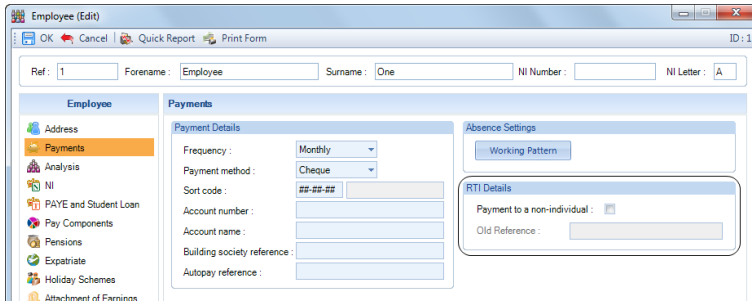 Employee (Edit)
OK Cancel Quick Report Print Form ID : 1
Ref : 1 Forename : Employee Surname : One NI Number : NI Letter : A
Employee
Address
Payments
Analysis
NI
PAYE and Student Loan
Pay Components
Pensions
Expatriate
Holiday Schemes
Attachment of Earnings
Payments
Payment Details
Frequency : Monthly
Payment method : Cheque
Sort code : ##-##-##
Account number :
Account name :
Building society reference :
Autopay reference :
Absence Settings
Working Pattern
RTI Details
Payment to a non-individual :
Old Reference :